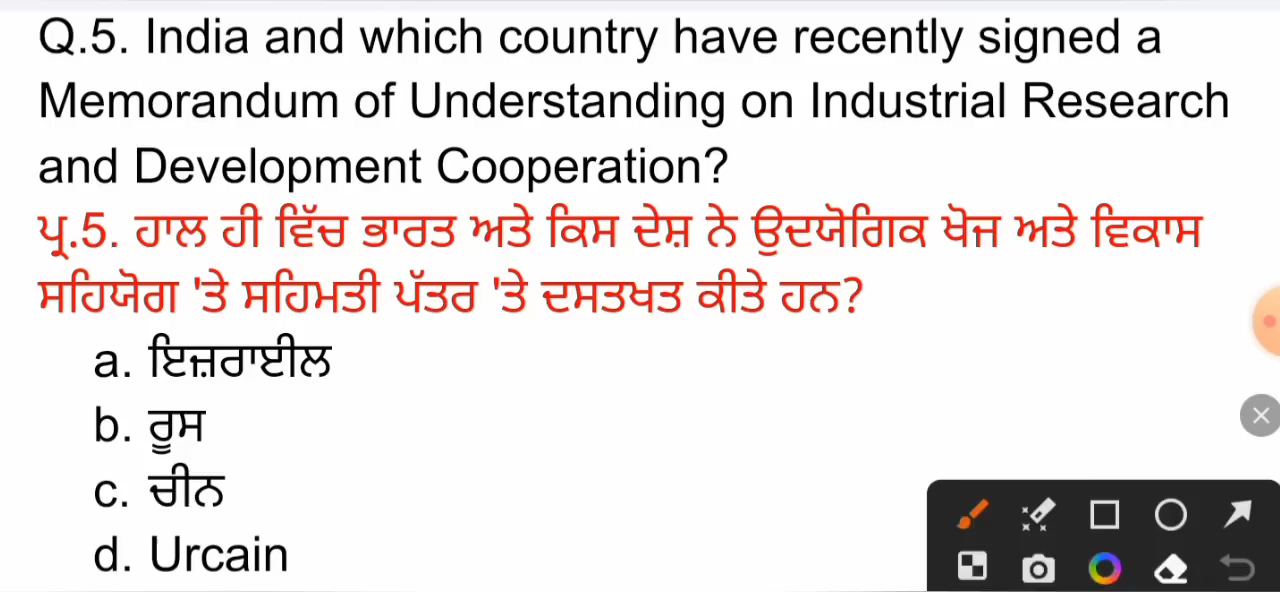 Q.5. India and which country have recently signed a
Memorandum of Understanding on Industrial Research
and Development Cooperation?
ਪ੍ਰ.5. ਹਾਲ ਹੀ ਵਿੱਚ ਭਾਰਤ ਅਤੇ ਕਿਸ ਦੇਸ਼ ਨੇ ਉਦਯੋਗਿਕ ਖੋਜ ਅਤੇ ਵਿਕਾਸ
ਸਹਿਯੋਗ 'ਤੇ ਸਹਿਮਤੀ ਪੱਤਰ 'ਤੇ ਦਸਤਖਤ ਕੀਤੇ ਹਨ?
a. ਇਜ਼ਰਾਈਲ
b. ਰੂਸ
c. ਚੀਨ
d. Urcain